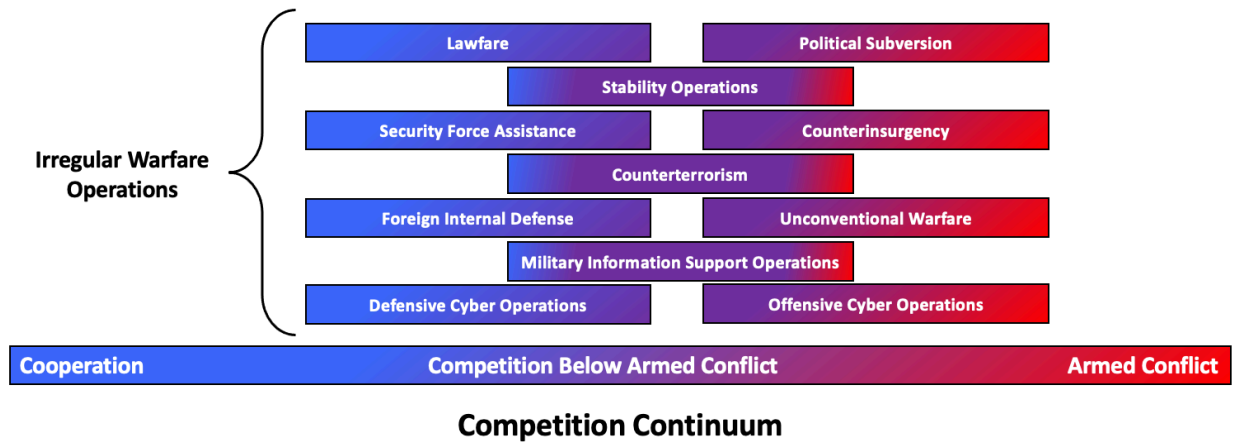 Lawfare
Political Subversion
Stability Operations
Security Force Assistance
Counterinsurgency
Irregular Warfare
Operations
Counterterrorism
Foreign Internal Defense
Unconventional Warfare
Military Information Support Operations
Defensive Cyber Operations
Offensive Cyber Operations
Cooperation
Competition Below Armed Conflict
Armed Conflict
Competition Continuum